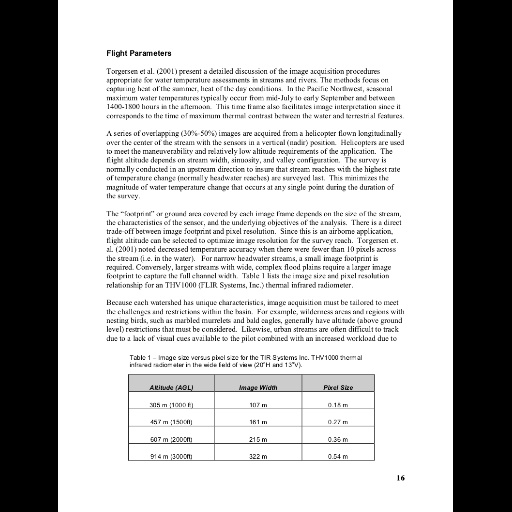 Flight Parameters
Torgersen et al. (2001) present a detailed discussion of the image acquisition procedures
appropriate for water temperature assessments in streams and rivers. The methods focus on
capturing heat of the summer, heat of the day conditions. In the Pacific Northwest, seasonal
maximum water temperatures typically occur from mid-July to early September and between
1400-1800 hours in the afternoon. This time frame also facilitates image interpretation since it
corresponds to the time of maximum thermal contrast between the water and terrestrial features.
A series of overlapping (30%-50%) images are acquired from a helicopter flown longitudinally
over the center of the stream with the sensors in a vertical (nadir) position. Helicopters are used
to meet the maneuverability and relatively low altitude requirements of the application. The
flight altitude depends on stream width, sinuosity, and valley configuration. The survey is
normally conducted in an upstream direction to insure that stream reaches with the highest rate
of temperature change (normally headwater reaches) are surveyed last. This minimizes the
magnitude of water temperature change that occurs at any single point during the duration of
the survey.
The "footprint" or ground area covered by each image frame depends on the size of the stream,
the characteristics of the sensor, and the underlying objectives of the analysis. There is a direct
trade-off between image footprint and pixel resolution. Since this is an airborne application,
flight altitude can be selected to optimize image resolution for the survey reach. Torgersen et.
al. (2001) noted decreased temperature accuracy when there were fewer than 10 pixels across
the stream (i.e. in the water). For narrow headwater streams, a small image footprint is
required. Conversely, larger streams with wide, complex flood plains require a larger image
footprint to capture the full channel width. Table 1 lists the image size and pixel resolution
relationship for an THV1000 (FLIR Systems, Inc.) thermal infrared radiometer.
Because each watershed has unique characteristics, image acquisition must be tailored to meet
the challenges and restrictions within the basin. For example, wilderness areas and regions with
nesting birds, such as marbled murrelets and bald eagles, generally have altitude (above ground
level) restrictions that must be considered. Likewise, urban streams are often difficult to track
due to a lack of visual cues available to the pilot combined with an increased workload due to
Table 1 – Image size versus pixel size for the TIR Systems Inc. THV1000 thermal
infrared radiometer in the wide field of view (20°H and 13°V).
Altitude (AGL) Image Width Pixel Size
305 m (1000 ft) 107 m 0.18 m
457 m (1500ft) 161 m 0.27 m
607 m (2000ft) 215 m 0.36 m
914 m (3000ft) 322 m 0.54 m
16